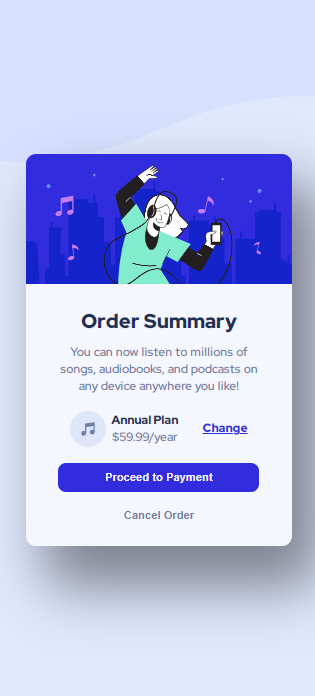 Order Summary
You can now listen to millions of
songs, audiobooks, and podcasts on
any device anywhere you like!
Annual Plan
$59.99/year
Change
Proceed to Payment
Cancel Order